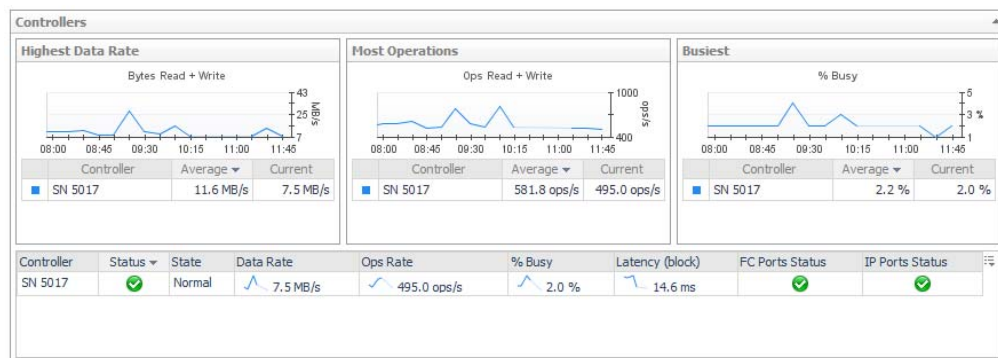 Controllers
Highest Data Rate
Bytes Read + Write
43
25
7
MB/s
08:00 08:45 09:30 10:15 11:00 11:45
Controller Average Current
SN 5017 11.6 MB/s 7.5 MB/s
Most Operations
Ops Read + Write
1000
400
ops/s
08:00 08:45 09:30 10:15 11:00 11:45
Controller Average Current
SN 5017 581.8 ops/s 495.0 ops/s
Busiest
% Busy
5
3 %
1
08:00 08:45 09:30 10:15 11:00 11:45
Controller Average Current
SN 5017 2.2 % 2.0 %
Controller Status State Data Rate Ops Rate % Busy Latency (block) FC Ports Status IP Ports Status
SN 5017 Normal 7.5 MB/s 495.0 ops/s 2.0 % 14.6 ms